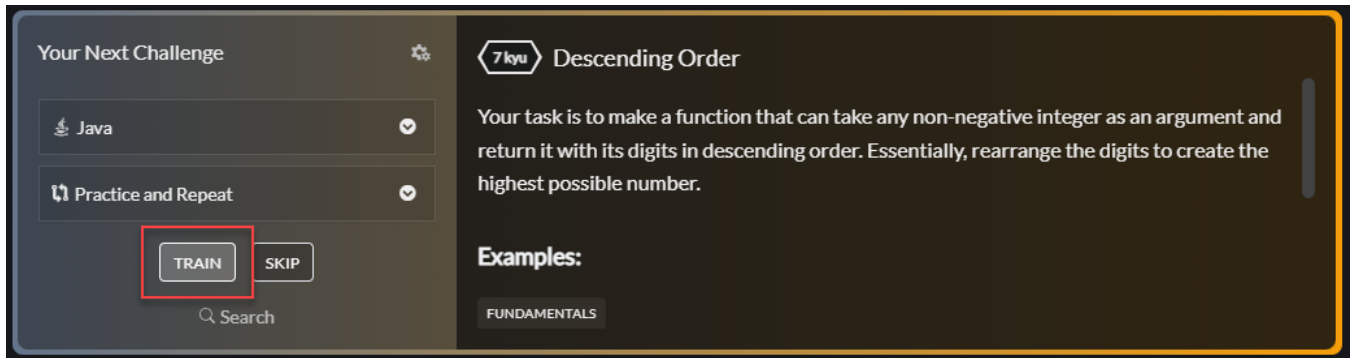 Your Next Challenge
Java
Practice and Repeat
TRAIN SKIP
Search
7 kyu Descending Order
Your task is to make a function that can take any non-negative integer as an argument and
return it with its digits in descending order. Essentially, rearrange the digits to create the
highest possible number.
Examples:
FUNDAMENTALS